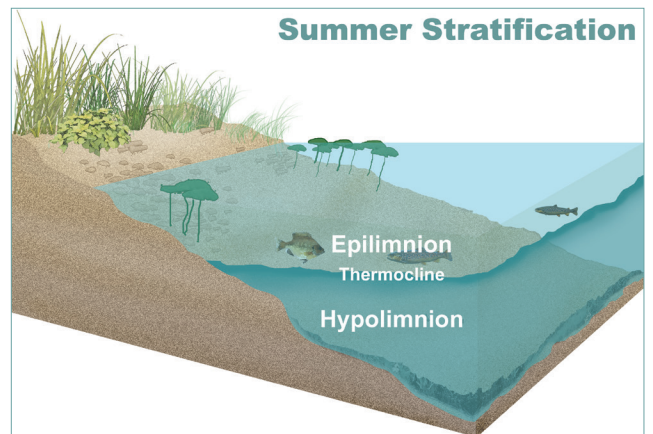 Summer Stratification
Epilimnion
Thermocline
Hypolimnion